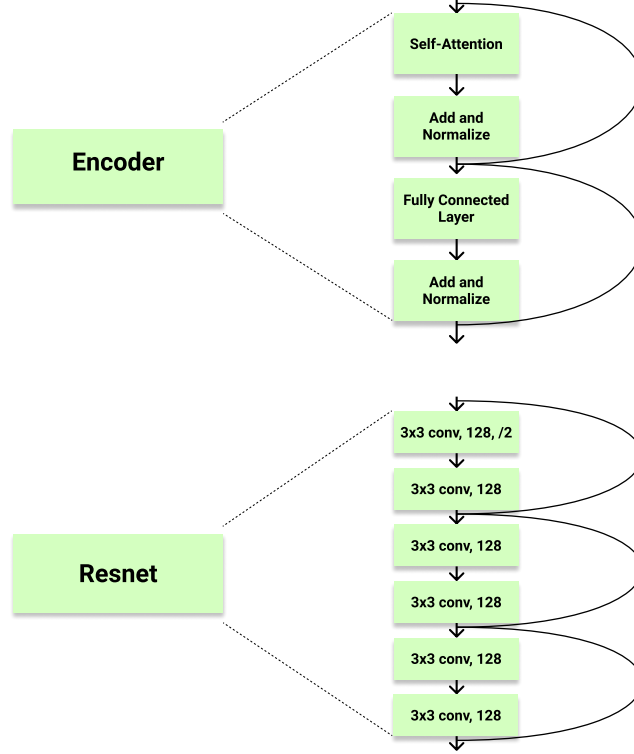 Encoder
Self-Attention
Add and
Normalize
Fully Connected
Layer
Add and
Normalize
Resnet
3x3 conv, 128, /2
3x3 conv, 128
3x3 conv, 128
3x3 conv, 128
3x3 conv, 128
3x3 conv, 128